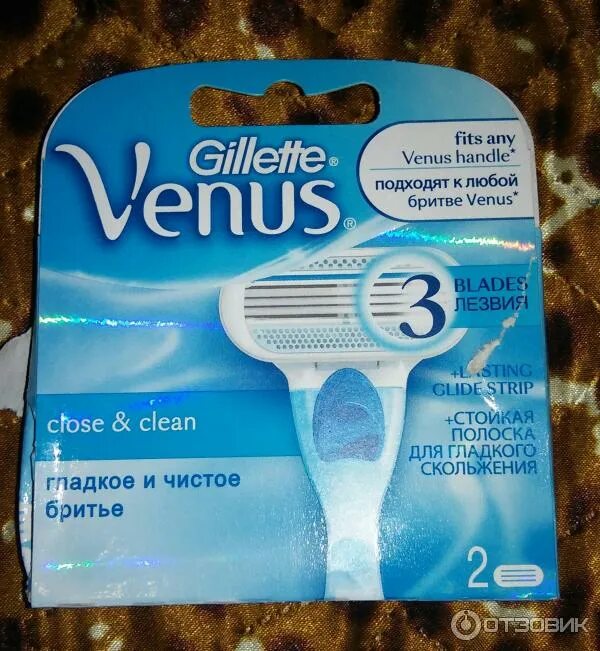 Gillette®
Venus®
fits any
Venus handle*
подходят к любой
бритве Venus*
3 BLADES
ЛЕЗВИЯ
+LASTING
GLIDE STRIP
+СТОЙКАЯ
ПОЛОСКА
ДЛЯ ГЛАДКОГО
СКОЛЬЖЕНИЯ
close & clean
гладкое и чистое
бритье
2
ОТЗОВИК